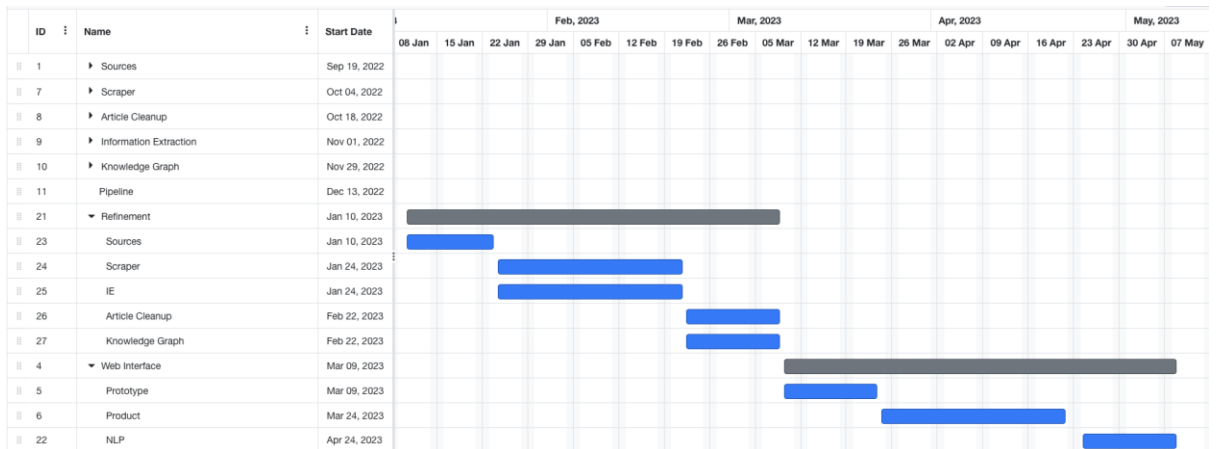 Feb, 2023 Mar, 2023 Apr, 2023 May, 2023
ID Name Start Date
08 Jan 15 Jan 22 Jan 29 Jan 05 Feb 12 Feb 19 Feb 26 Feb 05 Mar 12 Mar 19 Mar 26 Mar 02 Apr 09 Apr 16 Apr 23 Apr 30 Apr 07 May
1 Sources Sep 19, 2022
7 Scraper Oct 04, 2022
8 Article Cleanup Oct 18, 2022
9 Information Extraction Nov 01, 2022
10 Knowledge Graph Nov 29, 2022
11 Pipeline Dec 13, 2022
21 Refinement Jan 10, 2023
23 Sources Jan 10, 2023
24 Scraper Jan 24, 2023
25 IE Jan 24, 2023
26 Article Cleanup Feb 22, 2023
27 Knowledge Graph Feb 22, 2023
4 Web Interface Mar 09, 2023
5 Prototype Mar 09, 2023
6 Product Mar 24, 2023
22 NLP Apr 24, 2023